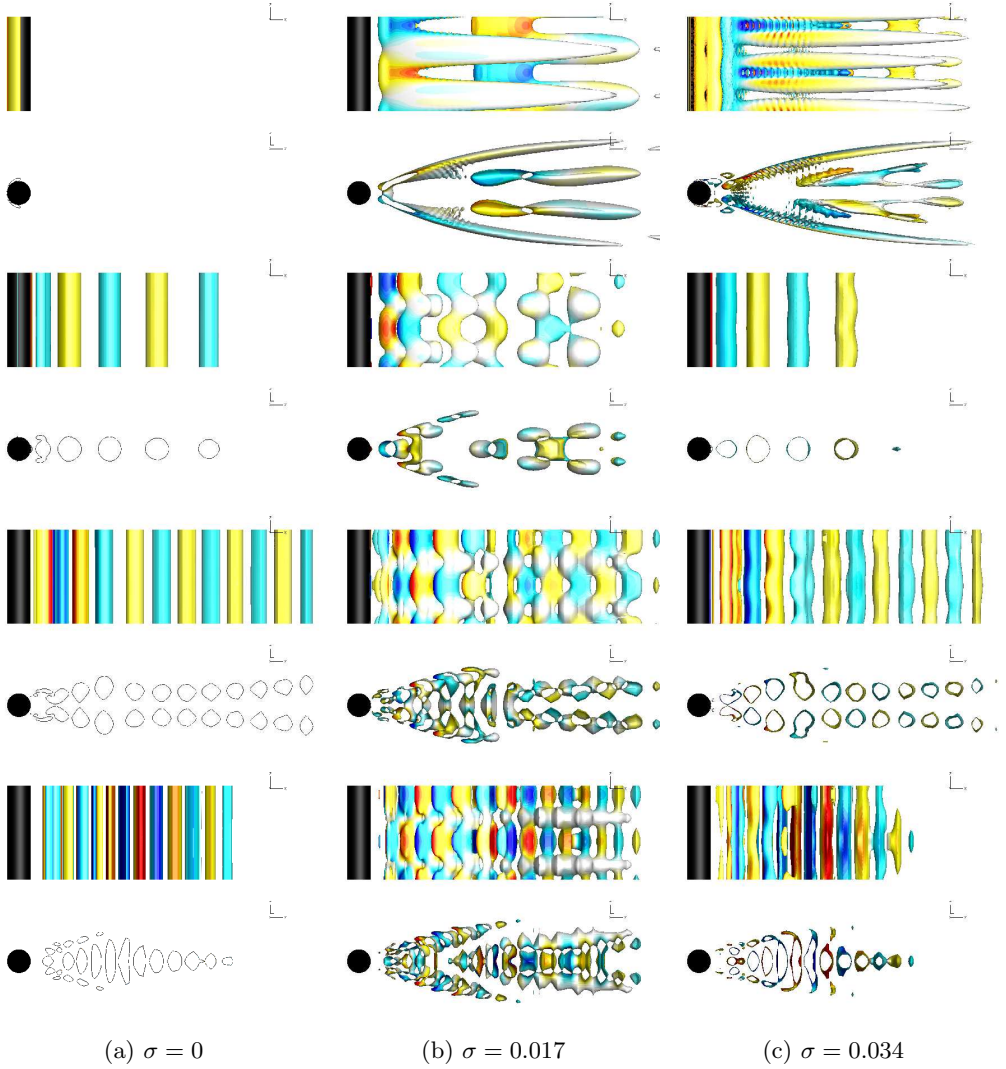 (a) σ = 0
(b) σ = 0.017
(c) σ = 0.034